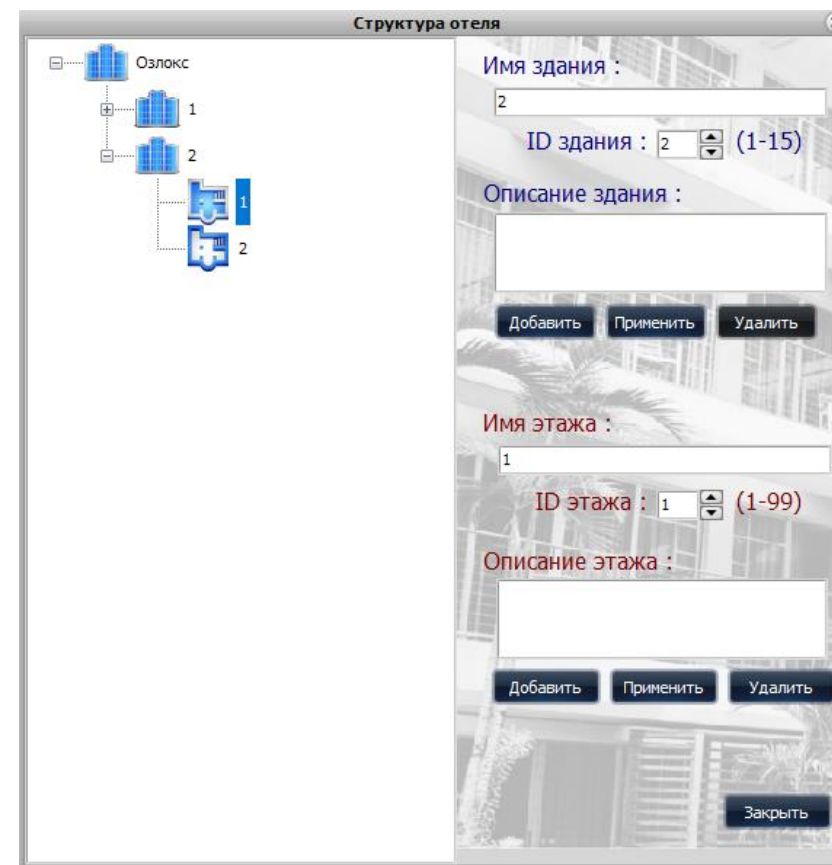 Структура отеля
Озлокс
1
2
1
2
Имя здания :
2
ID здания : 2 (1-15)
Описание здания :
Добавить Применить Удалить
Имя этажа :
1
ID этажа : 1 (1-99)
Описание этажа :
Добавить Применить Удалить
Закрыть